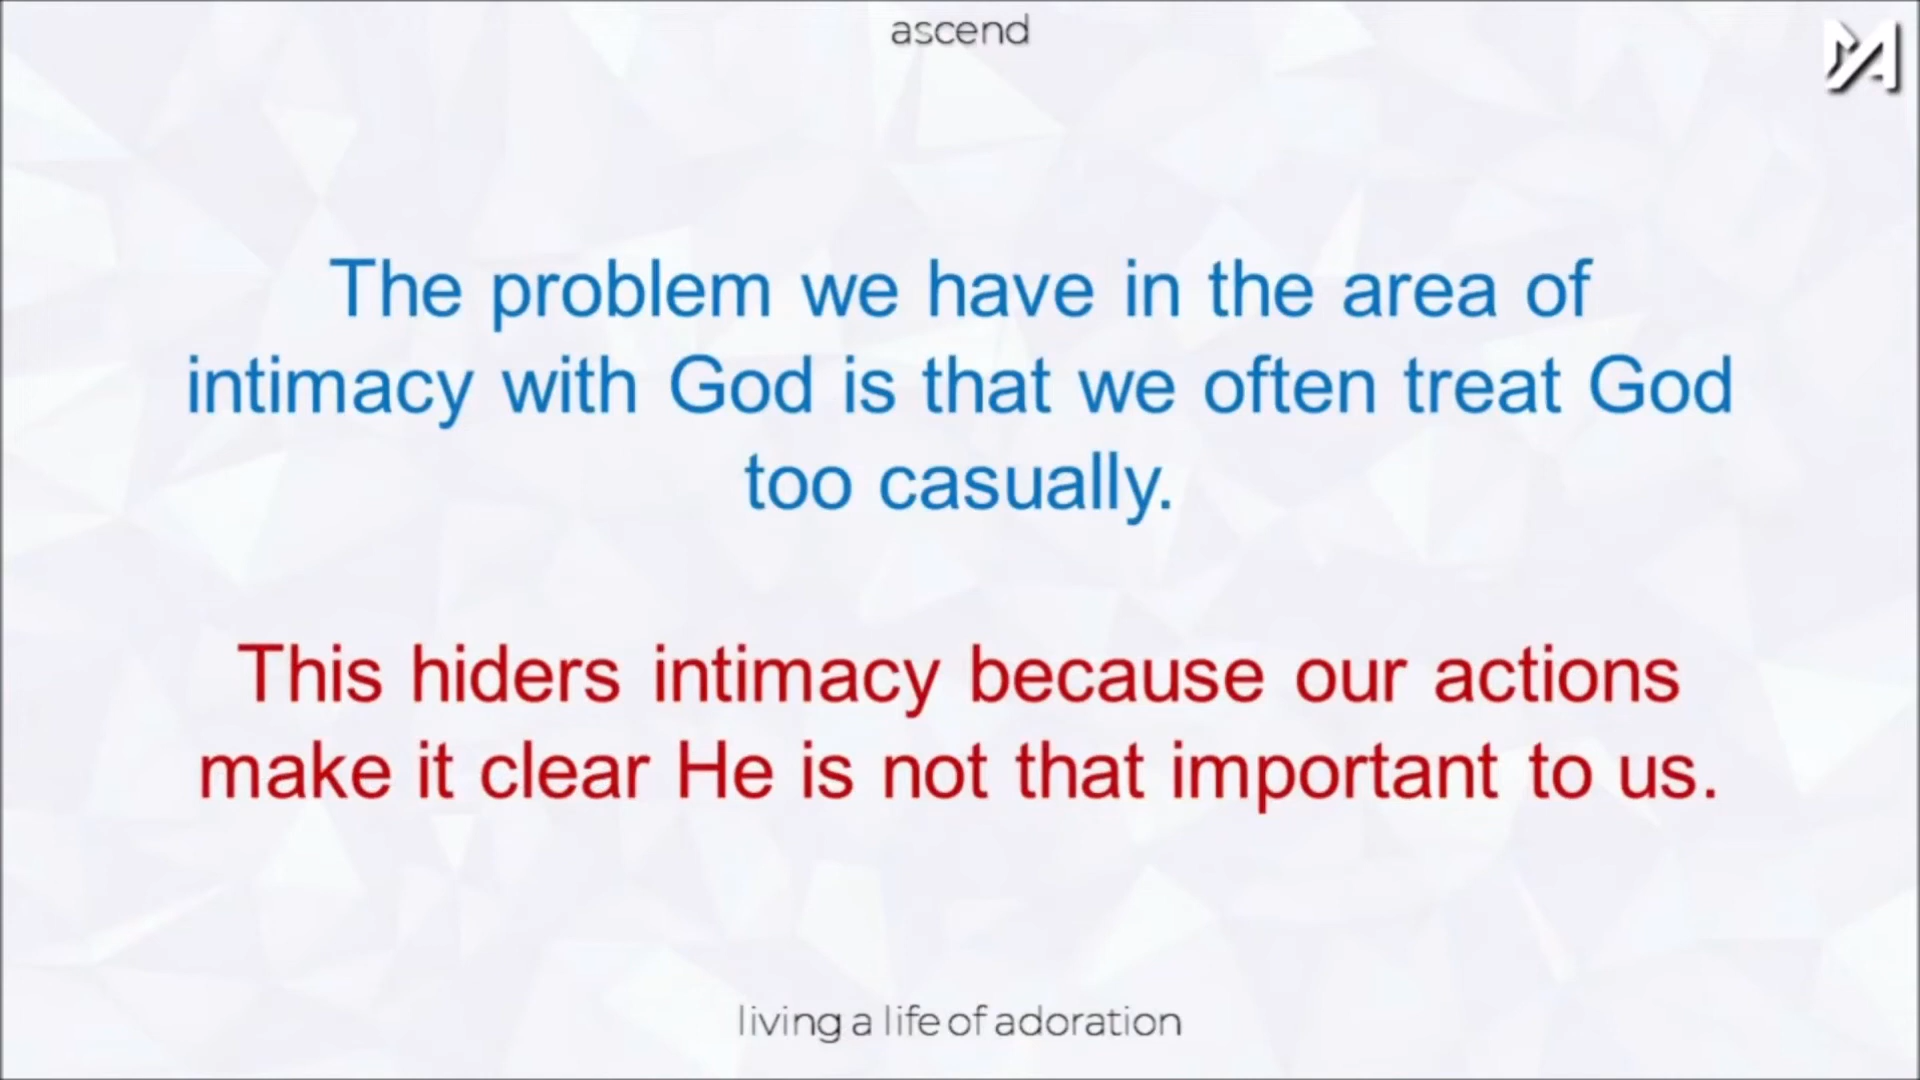 ascend
MA
The problem we have in the area of
intimacy with God is that we often treat God
too casually.
This hiders intimacy because our actions
make it clear He is not that important to us.
living a life of adoration